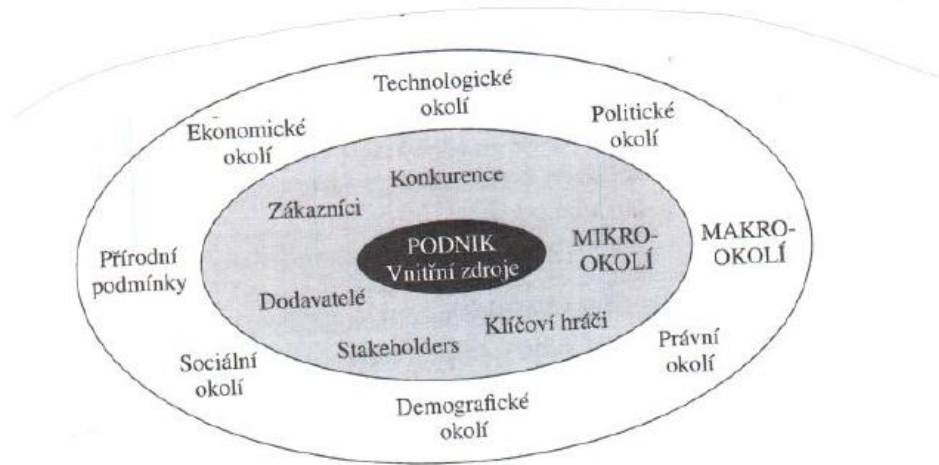 Technologické
okolí
Ekonomické
okolí
Politické
okolí
Konkurence
Zákazníci
PODNIK
Vnitřní zdroje
MIKRO-
OKOLÍ
MAKRO-
OKOLÍ
Přírodní
podmínky
Dodavatelé
Klíčoví hráči
Stakeholders
Sociální
okolí
Právní
okolí
Demografické
okolí